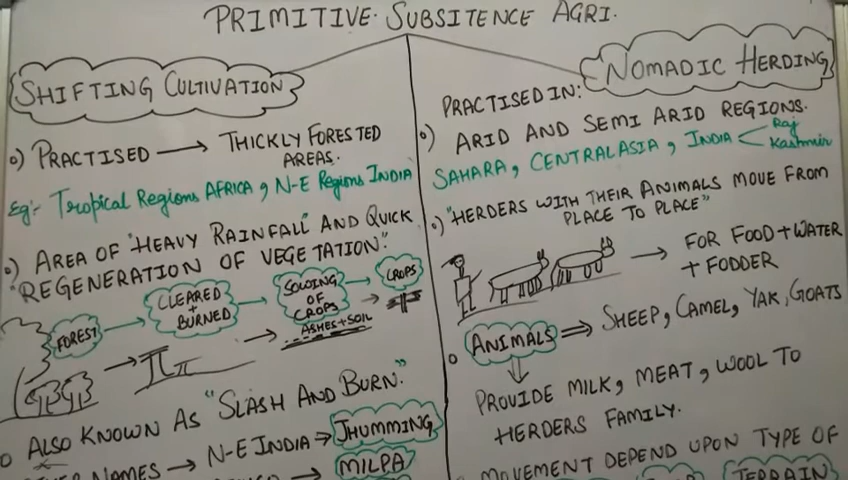 PRIMITIVE SUBSITENCE AGRI.
SHIFTING CULTIVATION
o) PRACTISED → THICKLY FORESTED
AREAS.
Eg:- Tropical Regions AFRICA, N-E Regions INDIA
o) AREA OF "HEAVY RAINFALL" AND QUICK
"REGENERATION OF VEGETATION".
FOREST → CLEARED + BURNED → SOWING OF CROPS → CROPS
ASHES+SOIL
o ALSO KNOWN AS "SLASH AND BURN."
NAMES → N-E INDIA ⇒ JHUMMING
MILPA
NOMADIC HERDING
PRACTISED IN:
o) ARID AND SEMI ARID REGIONS.
SAHARA, CENTRAL ASIA, INDIA < Raj
Kashmir
o) "HERDERS WITH THEIR ANIMALS MOVE FROM
PLACE TO PLACE"
→ FOR FOOD + WATER
+ FODDER
o ANIMALS ⇒ SHEEP, CAMEL, YAK, GOATS
PROVIDE MILK, MEAT, WOOL TO
HERDERS FAMILY.
MOVEMENT DEPEND UPON TYPE OF
TERRAIN